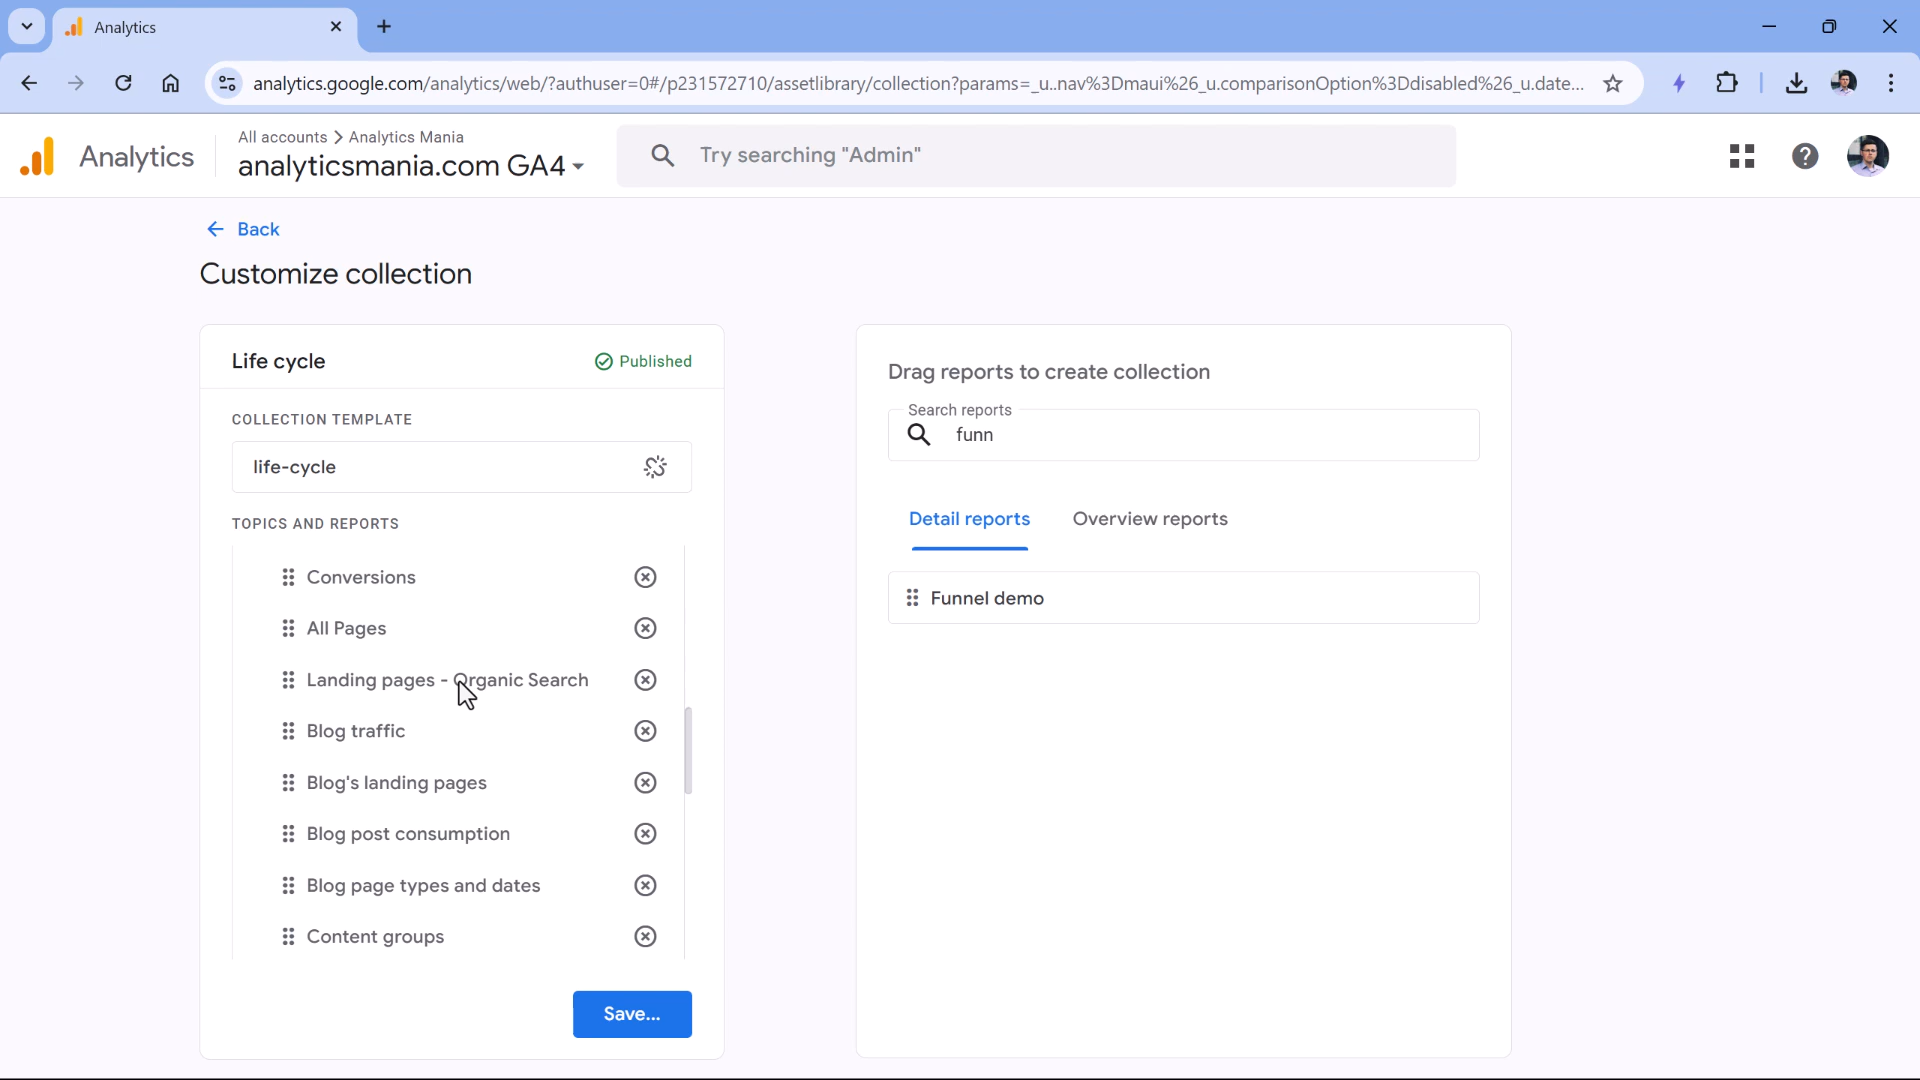 Analytics
analytics.google.com/analytics/web/?authuser=0#/p231572710/assetlibrary/collection?params=_u..nav%3Dmaui%26_u.comparisonOption%3Ddisabled%26_u.date...
Analytics
All accounts > Analytics Mania
analyticsmania.com GA4
Try searching "Admin"
Back
Customize collection
Life cycle
Published
COLLECTION TEMPLATE
life-cycle
TOPICS AND REPORTS
Conversions
All Pages
Landing pages - Organic Search
Blog traffic
Blog's landing pages
Blog post consumption
Blog page types and dates
Content groups
Save...
Drag reports to create collection
Search reports
funn
Detail reports
Overview reports
Funnel demo